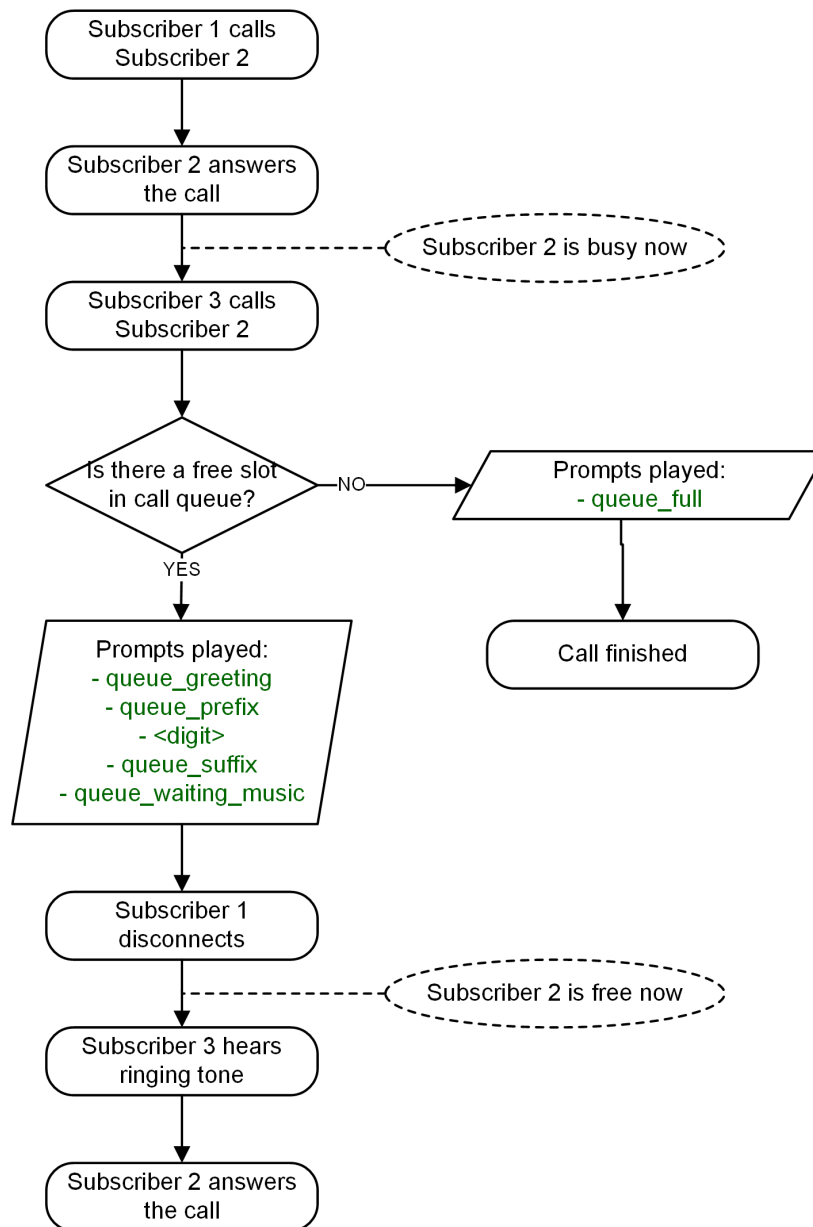 Subscriber 1 calls
Subscriber 2
Subscriber 2 answers
the call
Subscriber 2 is busy now
Subscriber 3 calls
Subscriber 2
Is there a free slot
in call queue?
NO
Prompts played:
- queue_full
YES
Call finished
Prompts played:
- queue_greeting
- queue_prefix
- <digit>
- queue_suffix
- queue_waiting_music
Subscriber 1
disconnects
Subscriber 2 is free now
Subscriber 3 hears
ringing tone
Subscriber 2 answers
the call